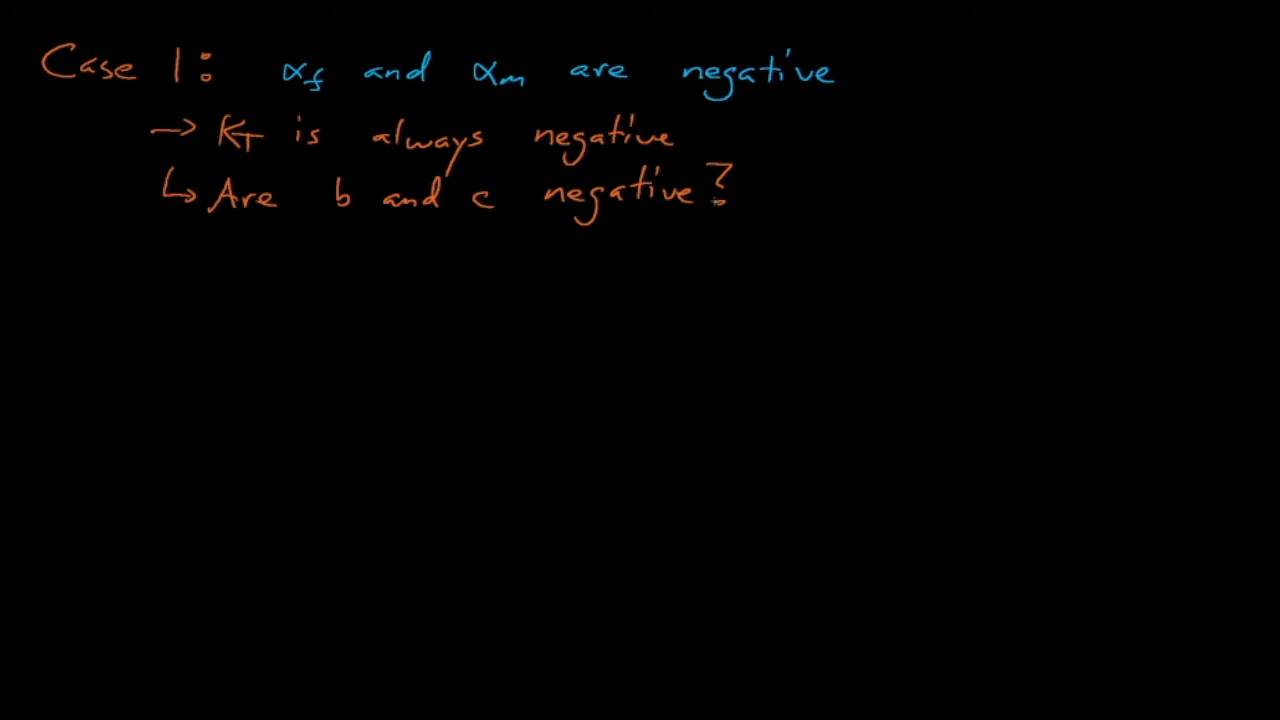 Case 1: αf and αm are negative
→ KT is always negative
↳ Are b and c negative?